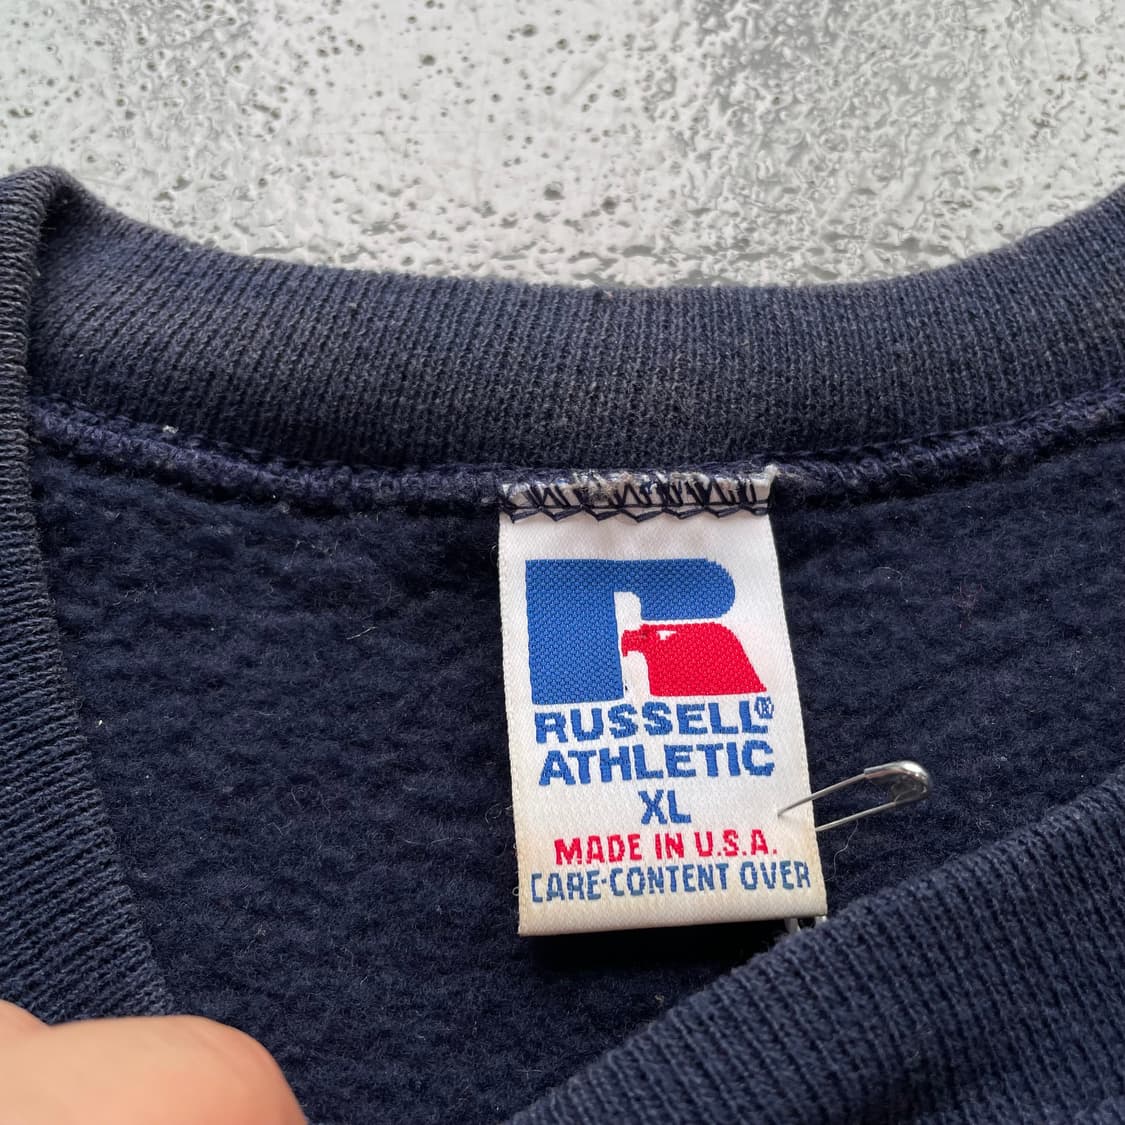 RUSSELL®
ATHLETIC
XL
MADE IN U.S.A.
CARE-CONTENT OVER